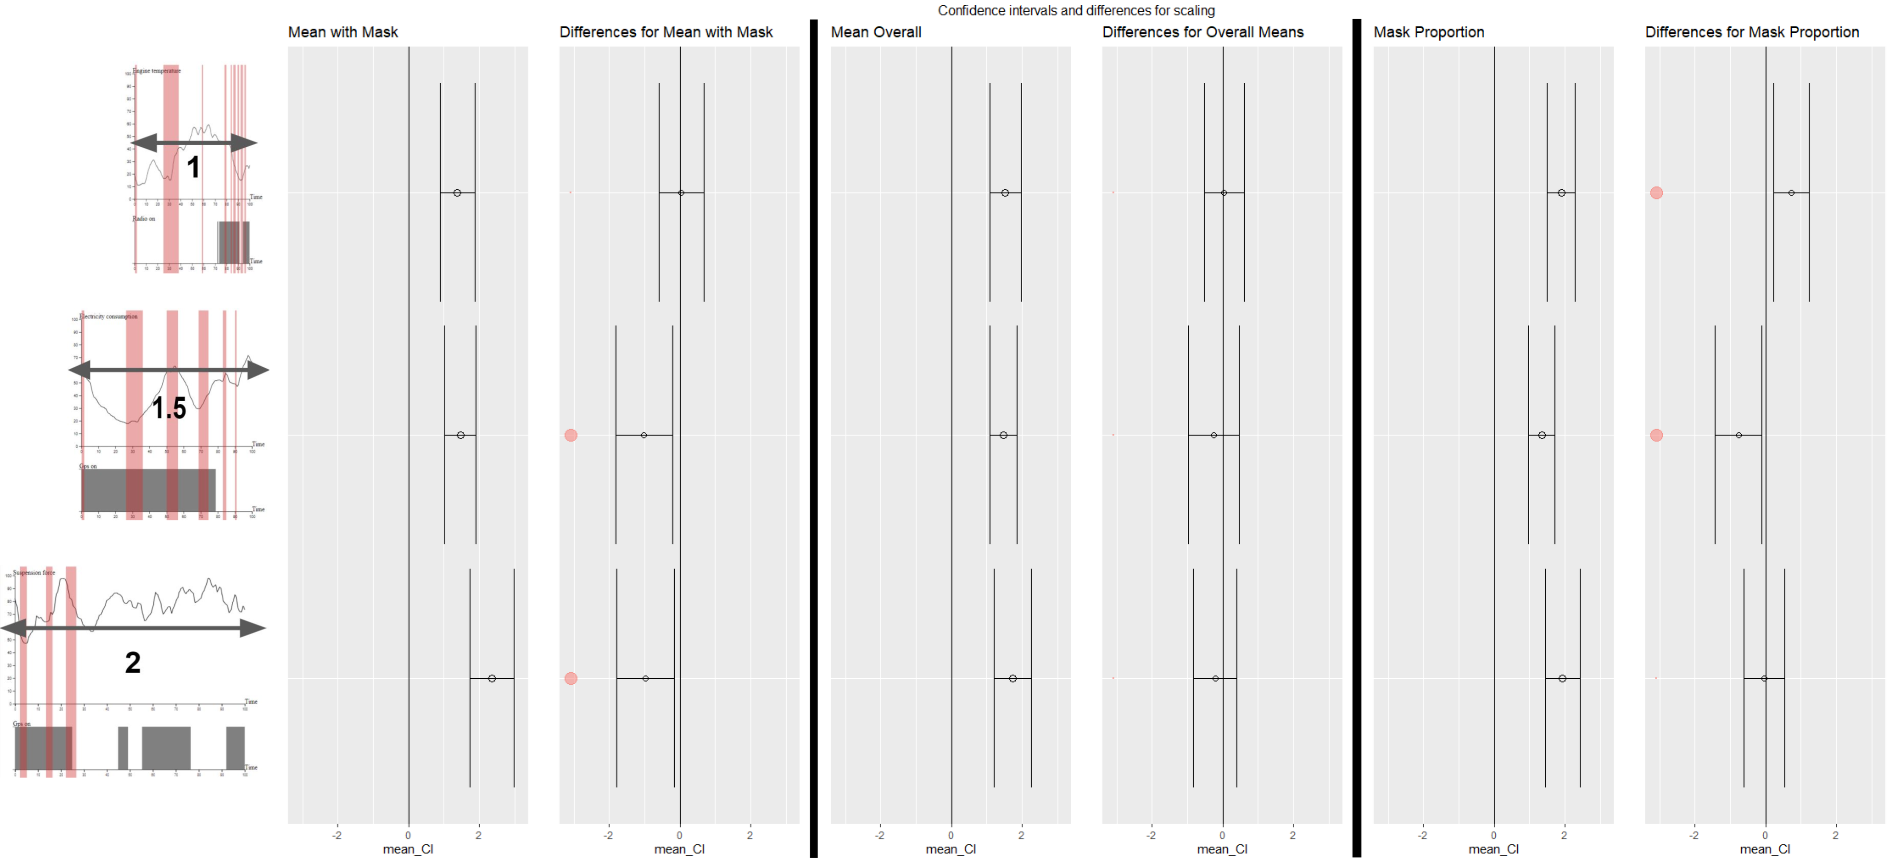 Confidence intervals and differences for scaling
Mean with Mask
Differences for Mean with Mask
Mean Overall
Differences for Overall Means
Mask Proportion
Differences for Mask Proportion
Engine temperature
1
Time
Radio on
Time
Electricity consumption
1.5
Time
Gps on
Time
Suspension force
2
Time
Gps on
Time
-2 0 2
mean_CI
-2 0 2
mean_CI
-2 0 2
mean_CI
-2 0 2
mean_CI
-2 0 2
mean_CI
-2 0 2
mean_CI